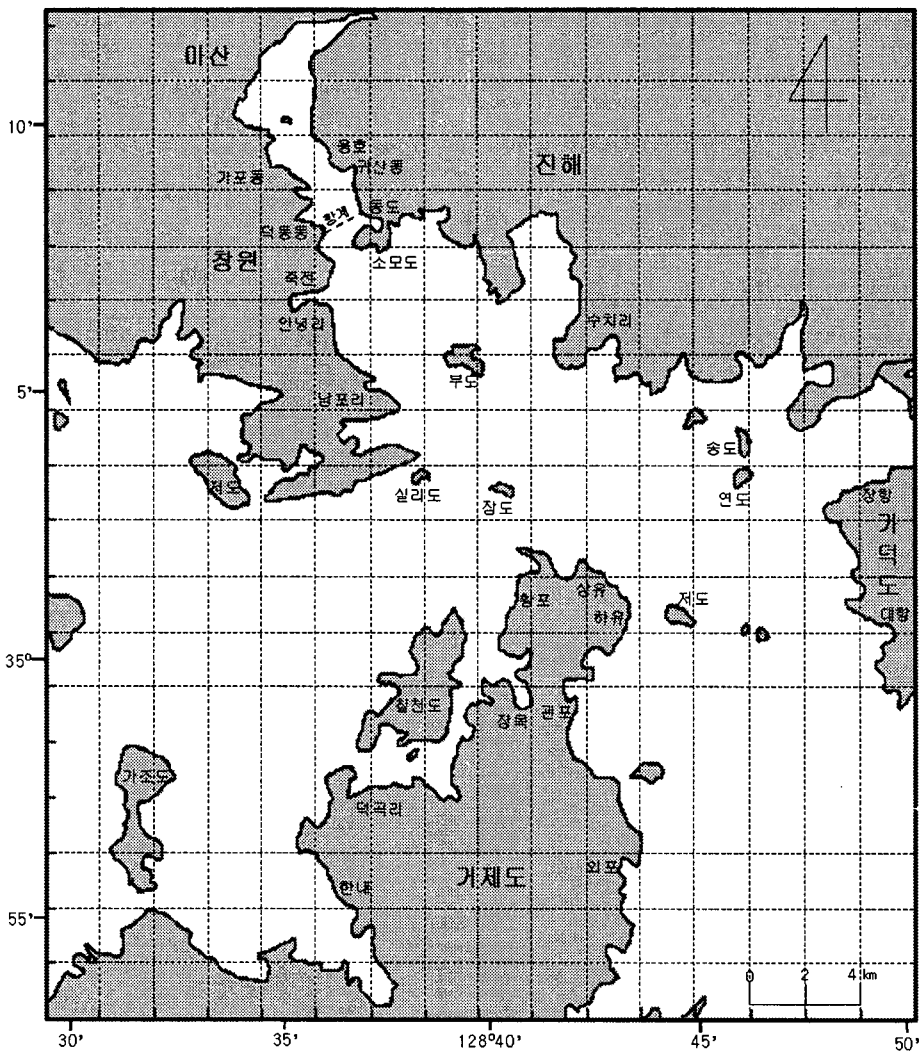 마산
10'
용호
귀산동
진해
가포동
동도
덕동동
창원
소모도
죽전
안녕리
수치리
부도
5'
남포리
송도
저도
실리도
잠도
연도
장항
가덕도
황포
상유
하유
저도
대항
35°
칠천도
장목
관포
가조도
덕곡리
거제도
외포
한내
55'
0 2 4 km
30' 35' 128°40' 45' 50'